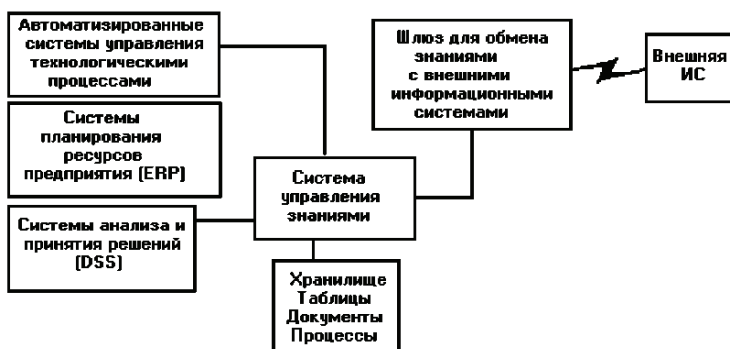 Автоматизированные
системы управления
технологическими
процессами
Системы
планирования
ресурсов
предприятия (ERP)
Системы анализа и
принятия решений
(DSS)
Система
управления
знаниями
Хранилище
Таблицы
Документы
Процессы
Шлюз для обмена
знаниями
с внешними
информационными
системами
Внешняя
ИС